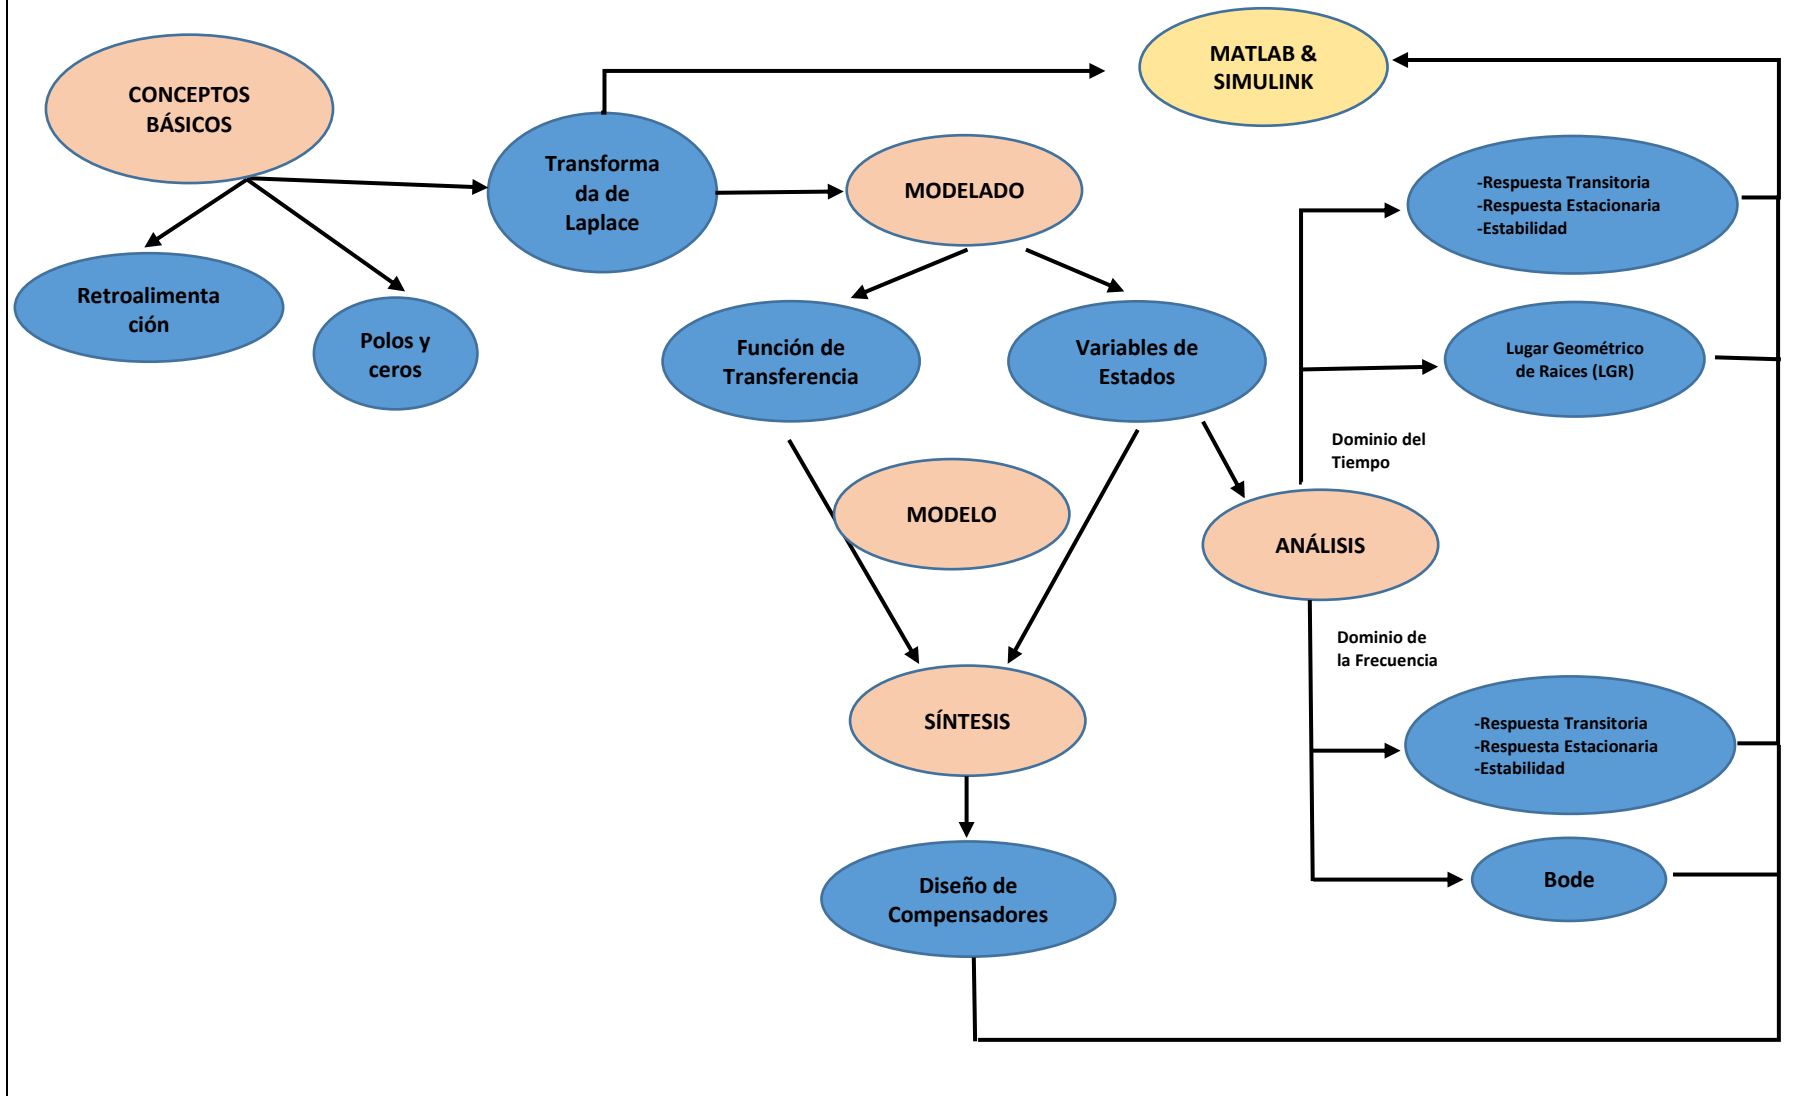 CONCEPTOS
BÁSICOS
MATLAB &
SIMULINK
Transforma
da de
Laplace
MODELADO
-Respuesta Transitoria
-Respuesta Estacionaria
-Estabilidad
Retroalimenta
ción
Polos y
ceros
Función de
Transferencia
Variables de
Estados
Lugar Geométrico
de Raices (LGR)
Dominio del
Tiempo
MODELO
ANÁLISIS
Dominio de
la Frecuencia
SÍNTESIS
-Respuesta Transitoria
-Respuesta Estacionaria
-Estabilidad
Diseño de
Compensadores
Bode